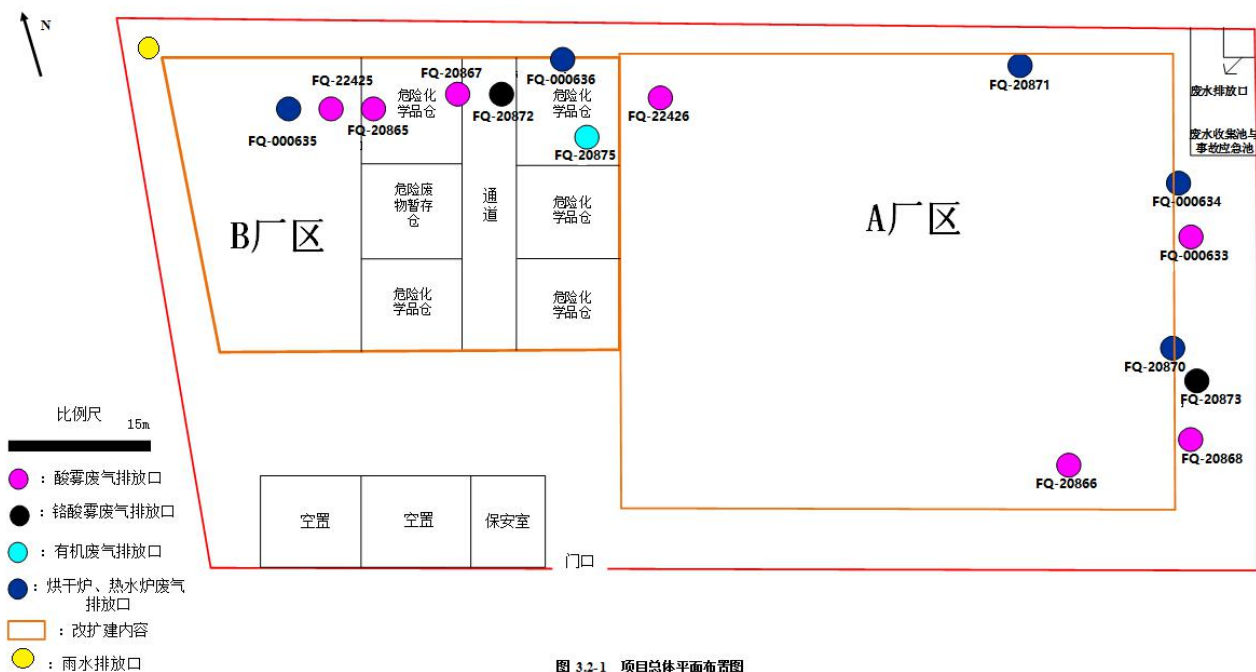 N
FQ-22425
FQ-20867
FQ-000636
FQ-20871
废水排放口
危险化
学品仓
危险化
学品仓
FQ-000635
FQ-20865
FQ-20872
FQ-22426
FQ-20875
废水收集池与
事故应急池
危险废
物暂存
仓
通
道
危险化
学品仓
FQ-000634
B厂区
A厂区
FQ-000633
危险化
学品仓
危险化
学品仓
FQ-20870
FQ-20873
比例尺
15m
FQ-20868
FQ-20866
：酸雾废气排放口
：铬酸雾废气排放口
：有机废气排放口
：烘干炉、热水炉废气
排放口
：改扩建内容
：雨水排放口
空置
空置
保安室
门口
图 3.2-1 项目总体平面布置图